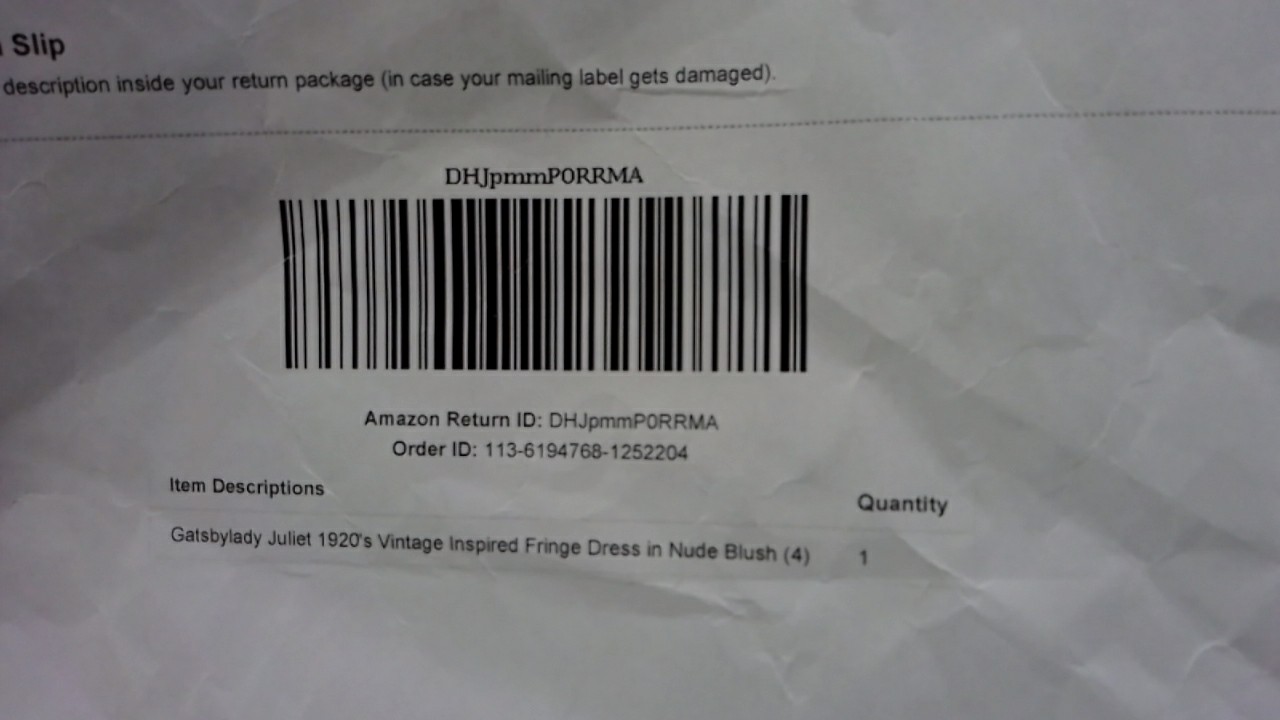 Slip
description inside your return package (in case your mailing label gets damaged).
DHJpmmP0RRMA
Amazon Return ID: DHJpmmP0RRMA
Order ID: 113-6194768-1252204
Item Descriptions
Quantity
Gatsbylady Juliet 1920's Vintage Inspired Fringe Dress in Nude Blush (4) 1